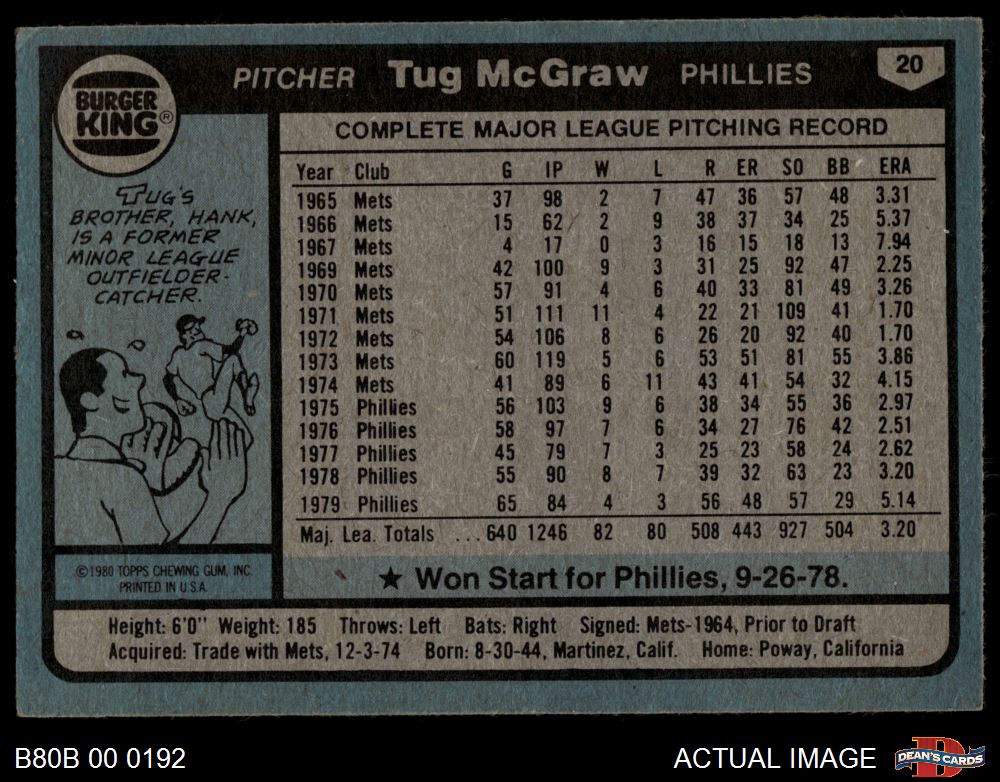 BURGER
KING®
PITCHER Tug McGraw PHILLIES
20
COMPLETE MAJOR LEAGUE PITCHING RECORD
Year Club G IP W L R ER SO BB ERA
1965 Mets 37 98 2 7 47 36 57 48 3.31
1966 Mets 15 62 2 9 38 37 34 25 5.37
1967 Mets 4 17 0 3 16 15 18 13 7.94
1969 Mets 42 100 9 3 31 25 92 47 2.25
1970 Mets 57 91 4 6 40 33 81 49 3.26
1971 Mets 51 111 11 4 22 21 109 41 1.70
1972 Mets 54 106 8 6 26 20 92 40 1.70
1973 Mets 60 119 5 6 53 51 81 55 3.86
1974 Mets 41 89 6 11 43 41 54 32 4.15
1975 Phillies 56 103 9 6 38 34 55 36 2.97
1976 Phillies 58 97 7 6 34 27 76 42 2.51
1977 Phillies 45 79 7 3 25 23 58 24 2.62
1978 Phillies 55 90 8 7 39 32 63 23 3.20
1979 Phillies 65 84 4 3 56 48 57 29 5.14
Maj. Lea. Totals ...640 1246 82 80 508 443 927 504 3.20
★ Won Start for Phillies, 9-26-78.
TUG'S
BROTHER, HANK,
IS A FORMER
MINOR LEAGUE
OUTFIELDER-
CATCHER.
©1980 TOPPS CHEWING GUM, INC.
PRINTED IN U.S.A.
Height: 6'0" Weight: 185 Throws: Left Bats: Right Signed: Mets-1964, Prior to Draft
Acquired: Trade with Mets, 12-3-74 Born: 8-30-44, Martinez, Calif. Home: Poway, California
B80B 00 0192
ACTUAL IMAGE
D
DEAN'S CARDS